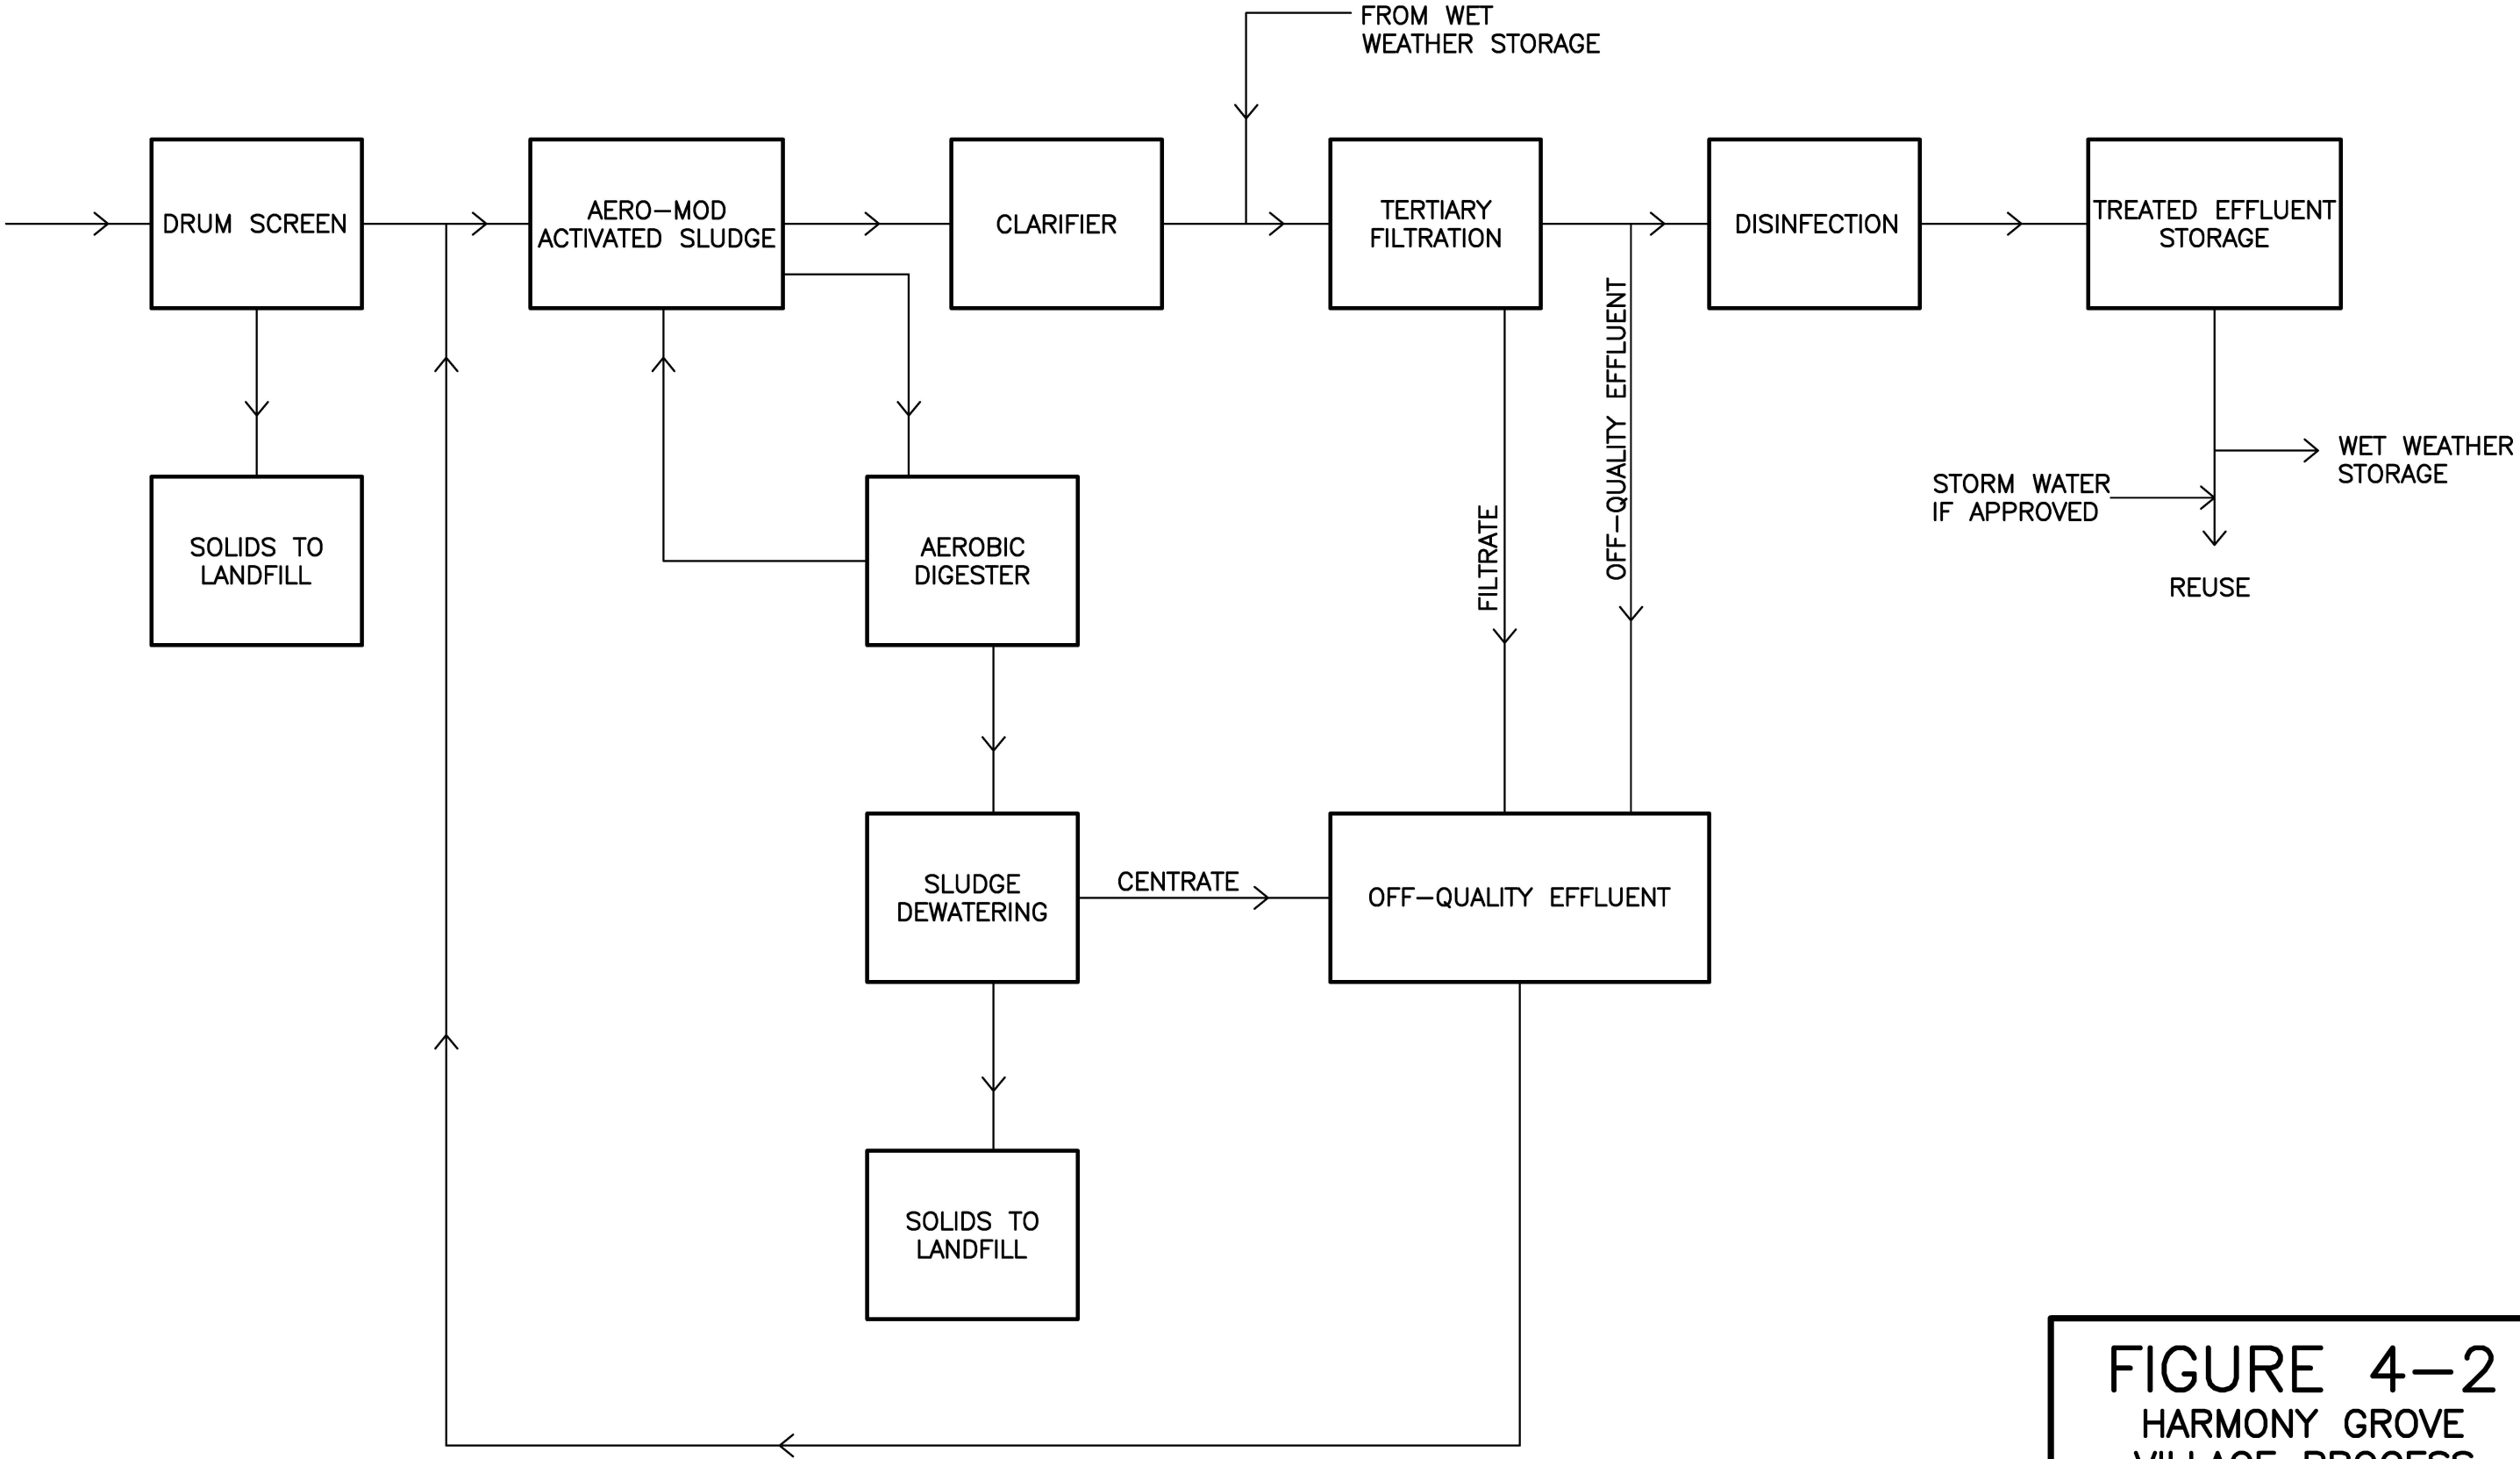 FROM WET
WEATHER STORAGE
DRUM SCREEN
AERO-MOD
ACTIVATED SLUDGE
CLARIFIER
TERTIARY
FILTRATION
DISINFECTION
TREATED EFFLUENT
STORAGE
OFF-QUALITY EFFLUENT
FILTRATE
WET WEATHER
STORAGE
STORM WATER
IF APPROVED
REUSE
SOLIDS TO
LANDFILL
AEROBIC
DIGESTER
SLUDGE
DEWATERING
CENTRATE
OFF-QUALITY EFFLUENT
SOLIDS TO
LANDFILL
FIGURE 4-2
HARMONY GROVE
VILLAGE PROCESS